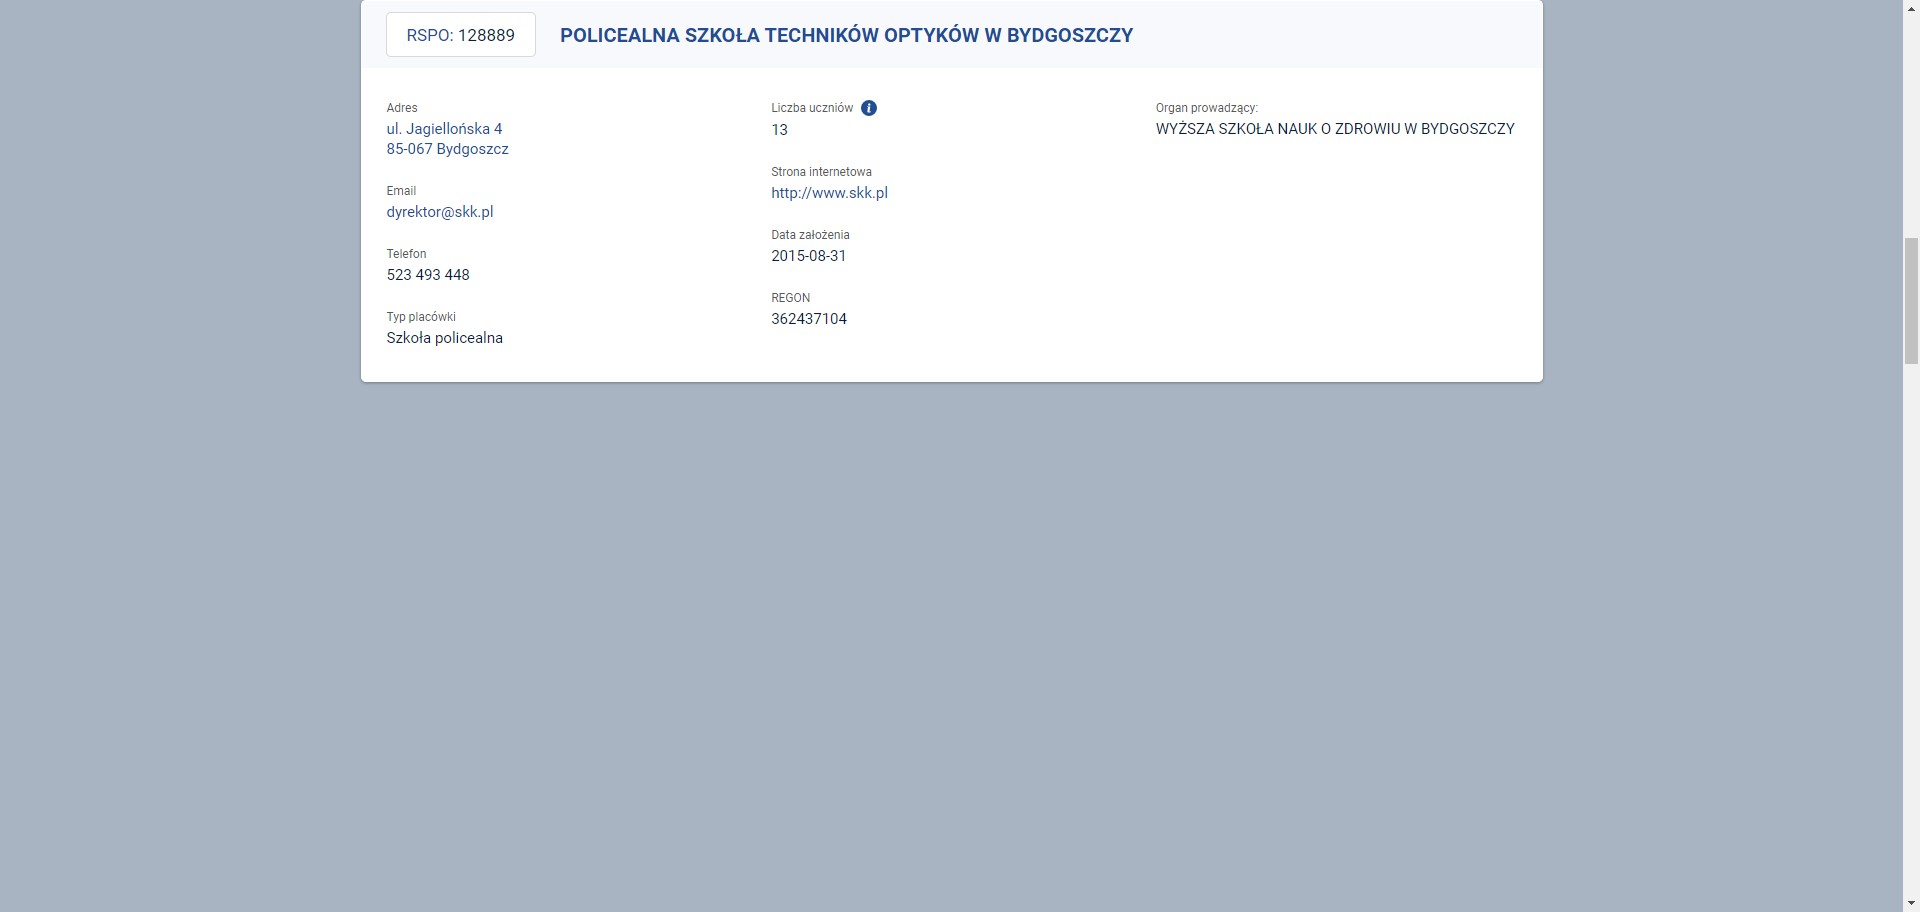 RSPO: 128889
POLICEALNA SZKOŁA TECHNIKÓW OPTYKÓW W BYDGOSZCZY
Adres
ul. Jagiellońska 4
85-067 Bydgoszcz
Email
dyrektor@skk.pl
Telefon
523 493 448
Typ placówki
Szkoła policealna
Liczba uczniów
13
Strona internetowa
http://www.skk.pl
Data założenia
2015-08-31
REGON
362437104
Organ prowadzący:
WYŻSZA SZKOŁA NAUK O ZDROWIU W BYDGOSZCZY